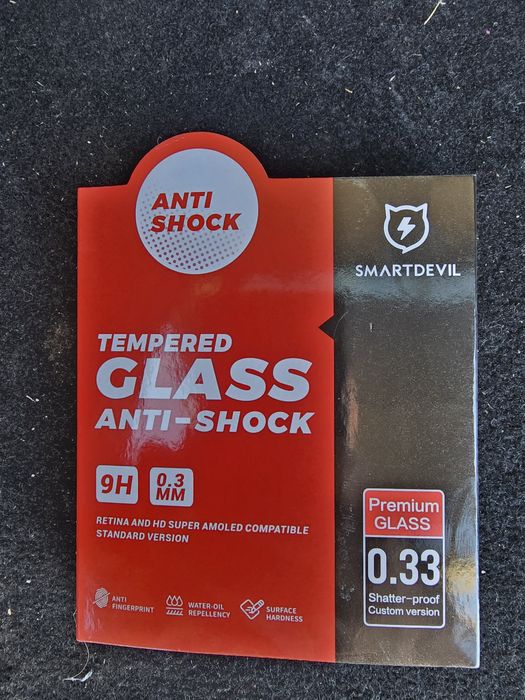 ANTI
SHOCK
SMARTDEVIL
TEMPERED
GLASS
ANTI-SHOCK
9H
0.3
MM
RETINA AND HD SUPER AMOLED COMPATIBLE
STANDARD VERSION
ANTI
FINGERPRINT
WATER-OIL
REPELLENCY
SURFACE
HARDNESS
Premium
GLASS
0.33
Shatter-proof
Custom version